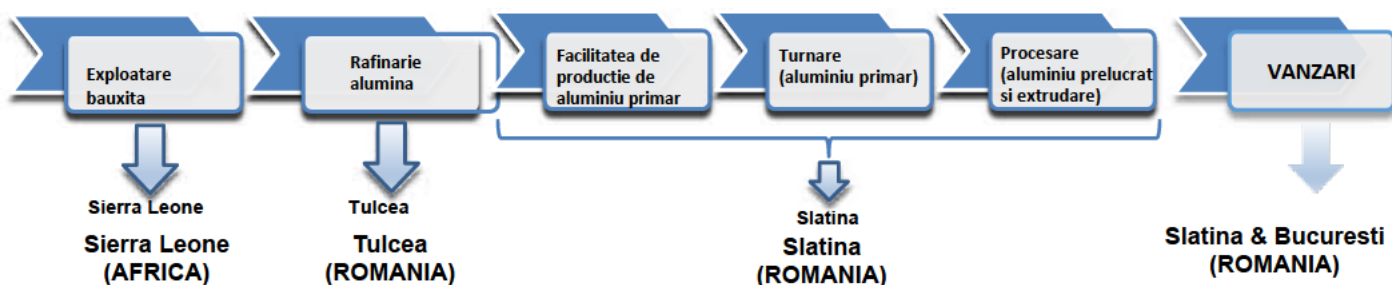 Exploatare
bauxita
Rafinarie
alumina
Facilitatea de
productie de
aluminiu primar
Turnare
(aluminiu primar)
Procesare
(aluminiu prelucrat
si extrudare)
VANZARI
Sierra Leone
Sierra Leone
(AFRICA)
Tulcea
Tulcea
(ROMANIA)
Slatina
Slatina
(ROMANIA)
Slatina & Bucuresti
(ROMANIA)